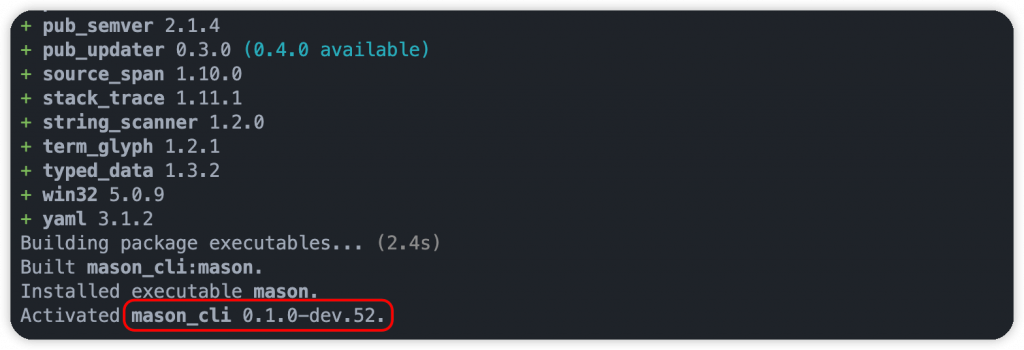 + pub_semver 2.1.4
+ pub_updater 0.3.0 (0.4.0 available)
+ source_span 1.10.0
+ stack_trace 1.11.1
+ string_scanner 1.2.0
+ term_glyph 1.2.1
+ typed_data 1.3.2
+ win32 5.0.9
+ yaml 3.1.2
Building package executables... (2.4s)
Built mason_cli:mason.
Installed executable mason.
Activated mason_cli 0.1.0-dev.52.